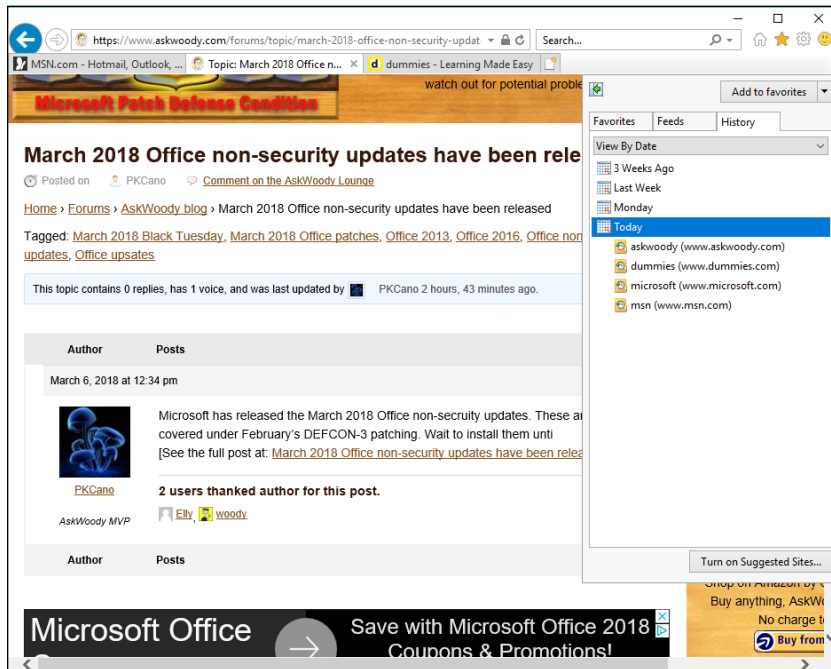 https://www.askwoody.com/forums/topic/march-2018-office-non-security-updat
Search...
MSN.com - Hotmail, Outlook, ...
Topic: March 2018 Office n...
dummies - Learning Made Easy
Microsoft Patch Defense Condition
watch out for potential proble
Add to favorites
Favorites
Feeds
History
View By Date
3 Weeks Ago
Last Week
Monday
Today
askwoody (www.askwoody.com)
dummies (www.dummies.com)
microsoft (www.microsoft.com)
msn (www.msn.com)
Turn on Suggested Sites...
March 2018 Office non-security updates have been rele
Posted on PKCano Comment on the AskWoody Lounge
Home › Forums › AskWoody blog › March 2018 Office non-security updates have been released
Tagged: March 2018 Black Tuesday, March 2018 Office patches, Office 2013, Office 2016, Office non
updates, Office upsates
This topic contains 0 replies, has 1 voice, and was last updated by PKCano 2 hours, 43 minutes ago.
Author Posts
March 6, 2018 at 12:34 pm
Microsoft has released the March 2018 Office non-secruity updates. These ar
covered under February's DEFCON-3 patching. Wait to install them unti
[See the full post at: March 2018 Office non-security updates have been relea
PKCano
AskWoody MVP
2 users thanked author for this post.
Elly, woody
Author Posts
Buy anything, AskWo
No charge t
Buy from
Microsoft Office
Save with Microsoft Office 2018
Coupons & Promotions!